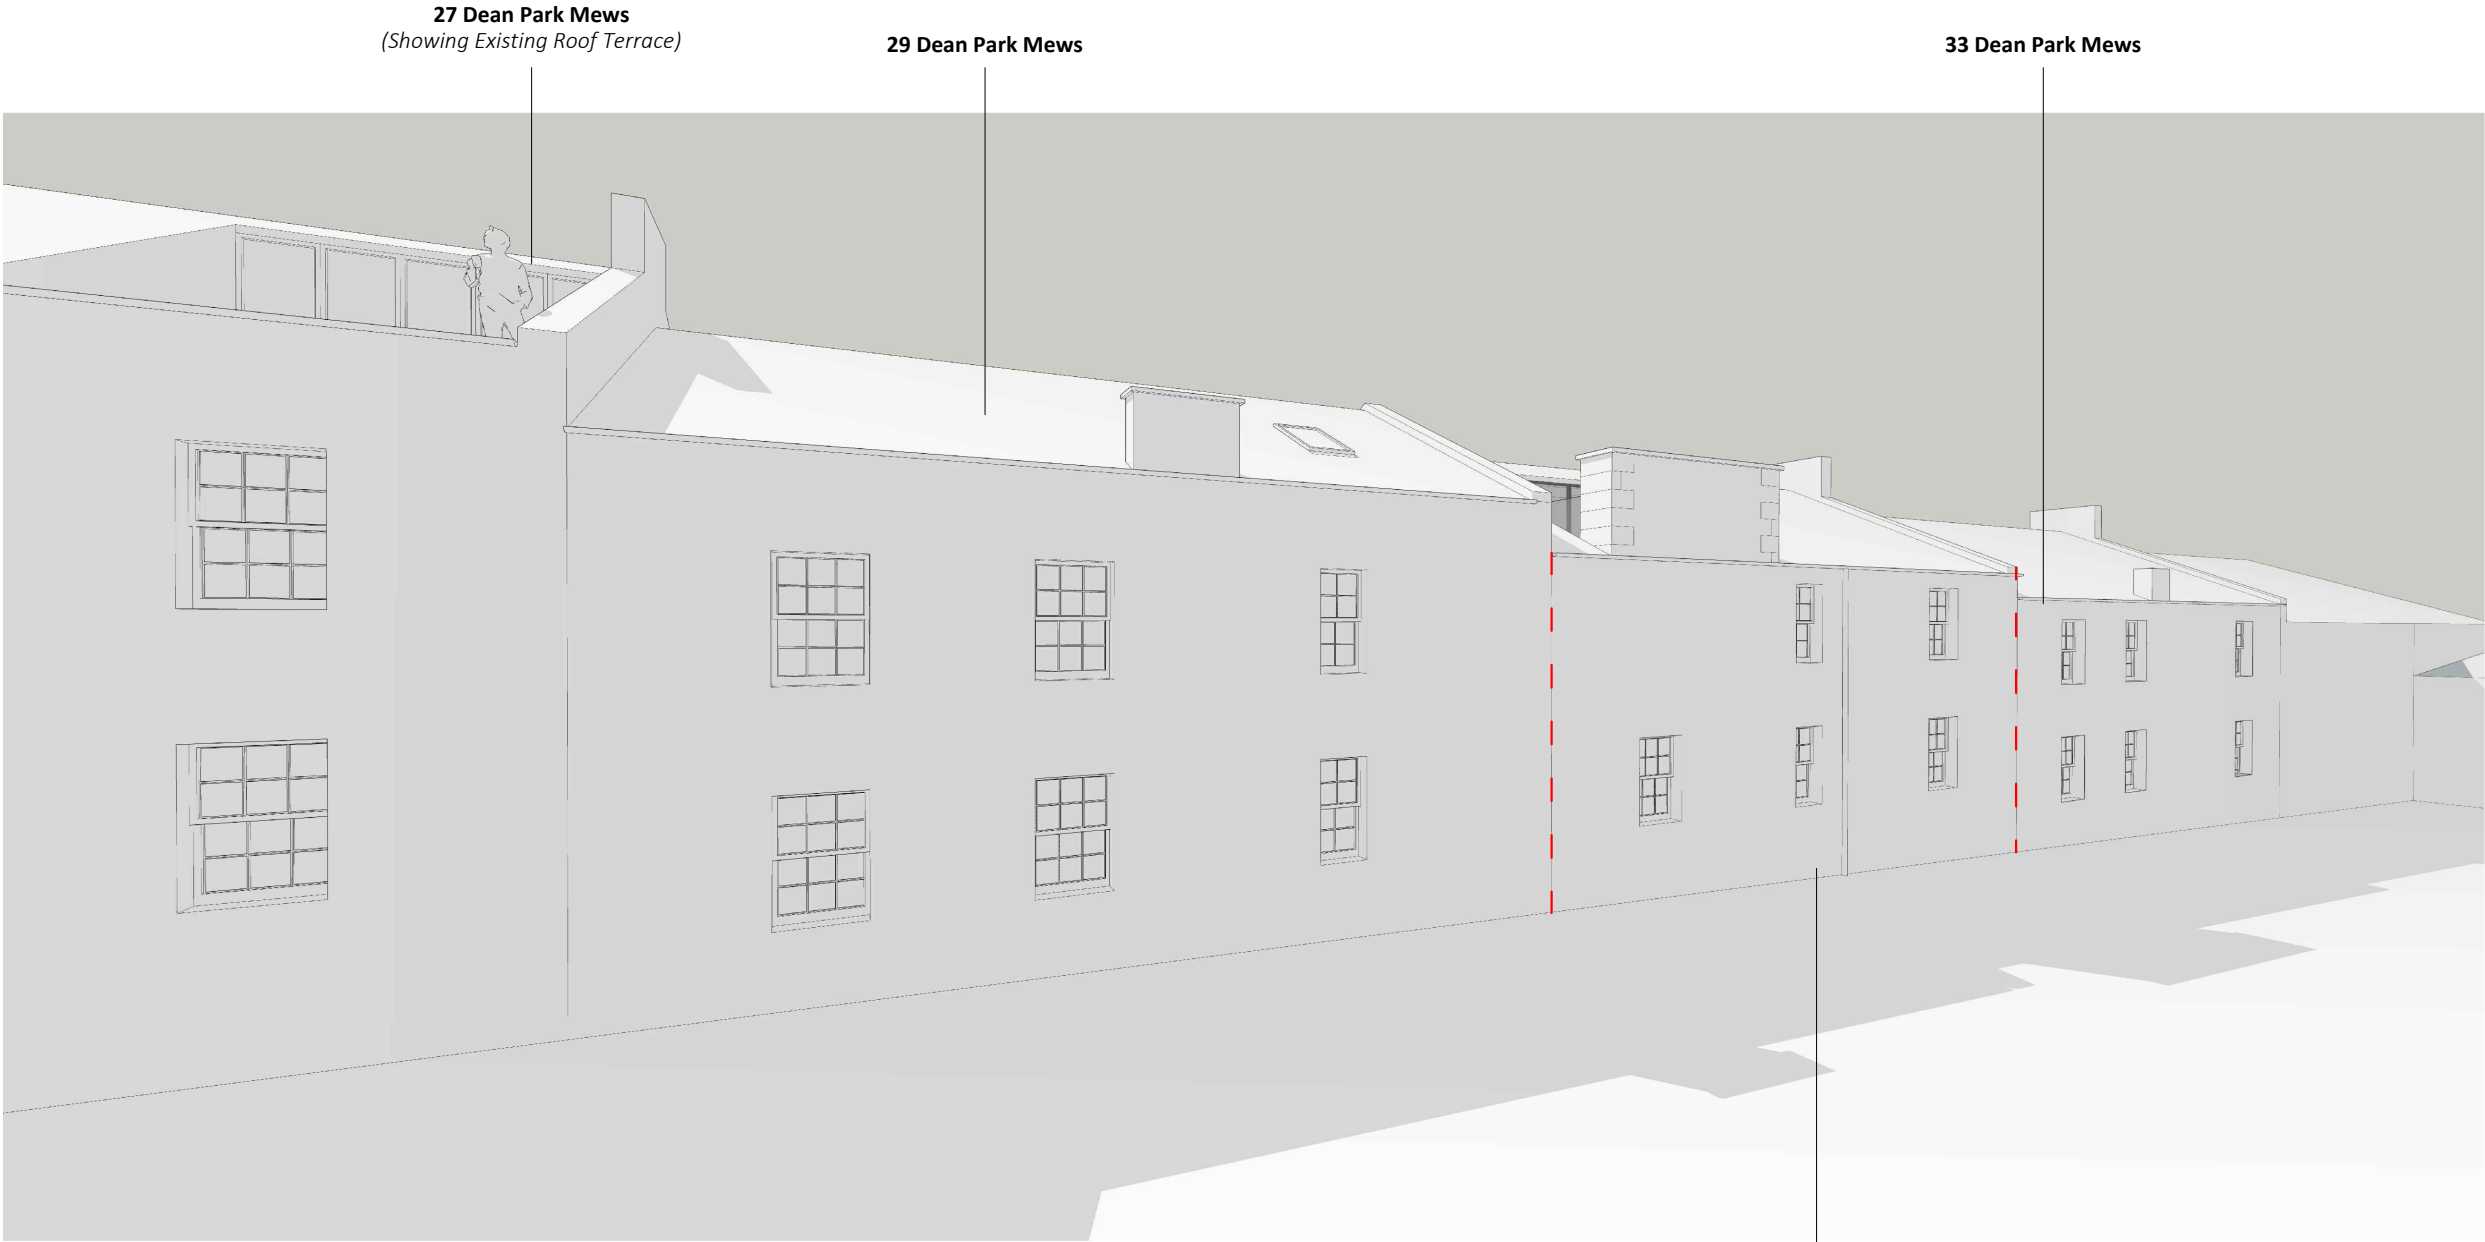 27 Dean Park Mews
(Showing Existing Roof Terrace)
29 Dean Park Mews
33 Dean Park Mews